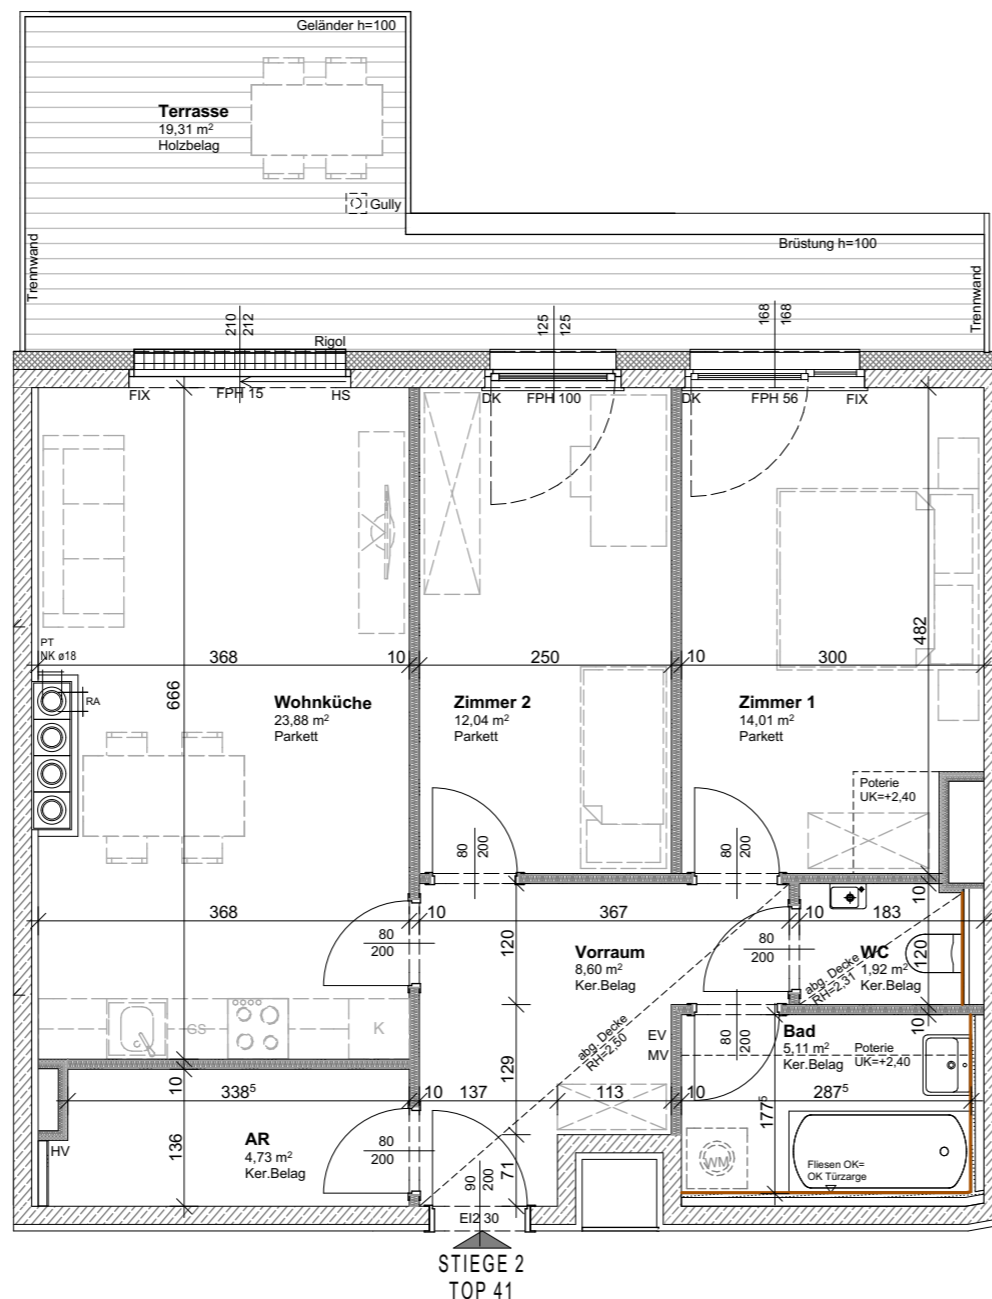 Geländer h=100
Terrasse
19,31 m²
Holzbelag
Gully
Brüstung h=100
Trennwand
Trennwand
210
212
125
125
168
168
Rigol
FIX
FPH 15
HS
DK
FPH 100
DK
FPH 56
FIX
482
PT
NK ø18
RA
368
10
250
10
300
666
Wohnküche
23,88 m²
Parkett
Zimmer 2
12,04 m²
Parkett
Zimmer 1
14,01 m²
Parkett
Poterie
UK=+2,40
80
200
80
200
10
368
10
367
10
183
80
200
120
Vorraum
8,60 m²
Ker.Belag
80
200
WC
1,92 m²
Ker.Belag
120
abg. Decke
RH=2,31
GS
K
abg. Decke
RH=2,50
EV
MV
80
200
Bad
5,11 m²
Ker.Belag
Poterie
UK=+2,40
10
10
129
338⁵
10
137
113
10
287⁵
177⁵
HV
136
AR
4,73 m²
Ker.Belag
80
200
90
200
71
WM
Fliesen OK=
OK Türzarge
EI2 30
STIEGE 2
TOP 41